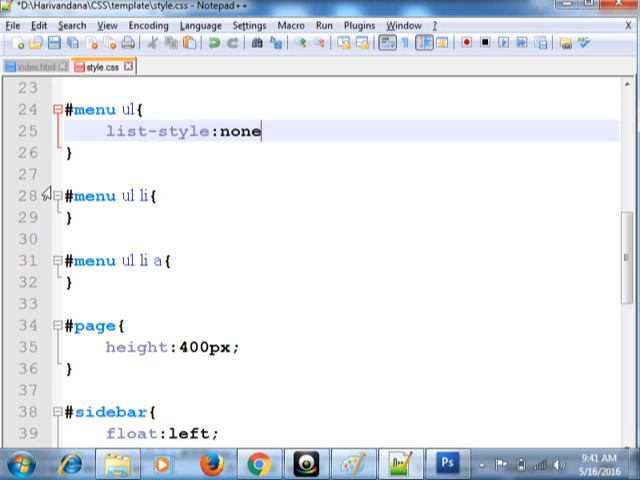 *D:\Harivandana\CSS\template\style.css - Notepad++
File Edit Search View Encoding Language Settings Macro Run Plugins Window ? X
index.html style.css
23
24 #menu ul{
25 list-style:none
26 }
27
28 #menu ul li{
29 }
30
31 #menu ul li a{
32 }
33
34 #page{
35 height:400px;
36 }
37
38 #sidebar{
39 float:left;
Ps
9:41 AM
5/16/2016